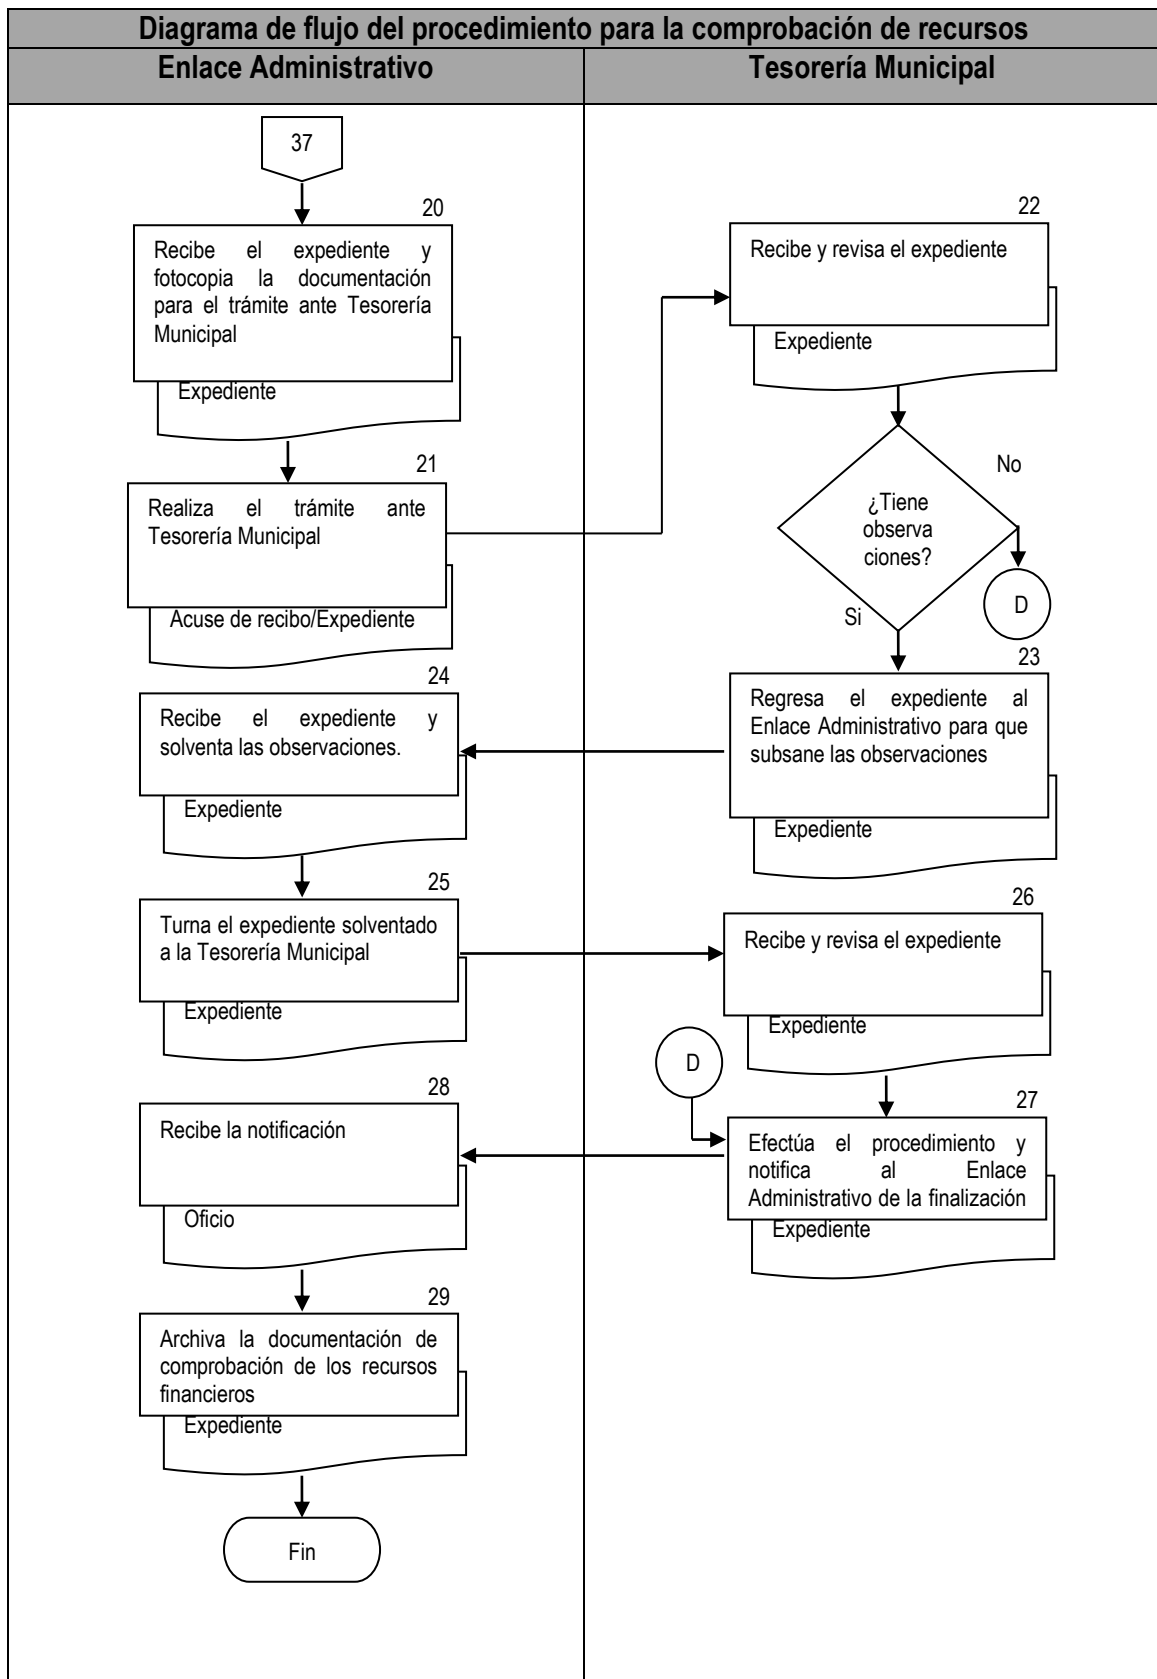 Diagrama de flujo del procedimiento para la comprobación de recursos
Enlace Administrativo
Tesorería Municipal
37
20
Recibe el expediente y
fotocopia la documentación
para el trámite ante Tesorería
Municipal
Expediente
21
Realiza el trámite ante
Tesorería Municipal
Acuse de recibo/Expediente
22
Recibe y revisa el expediente
Expediente
¿Tiene
observa
ciones?
No
D
Si
23
Regresa el expediente al
Enlace Administrativo para que
subsane las observaciones
Expediente
24
Recibe el expediente y
solventa las observaciones.
Expediente
25
Turna el expediente solventado
a la Tesorería Municipal
Expediente
26
Recibe y revisa el expediente
Expediente
D
27
Efectúa el procedimiento y
notifica al Enlace
Administrativo de la finalización
Expediente
28
Recibe la notificación
Oficio
29
Archiva la documentación de
comprobación de los recursos
financieros
Expediente
Fin